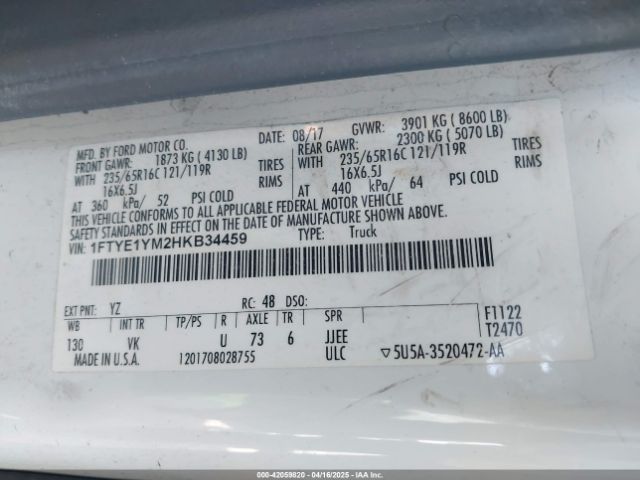 MFD. BY FORD MOTOR CO. DATE: 08/17 GVWR: 3901 KG ( 8600 LB)
FRONT GAWR: 1873 KG ( 4130 LB) REAR GAWR: 2300 KG ( 5070 LB)
WITH 235/65R16C 121/119R TIRES WITH 235/65R16C 121/119R TIRES
16X6.5J RIMS 16X6.5J RIMS
AT 360 kPa/ 52 PSI COLD AT 440 kPa/ 64 PSI COLD
THIS VEHICLE CONFORMS TO ALL APPLICABLE FEDERAL MOTOR VEHICLE
SAFETY STANDARDS IN EFFECT ON THE DATE OF MANUFACTURE SHOWN ABOVE.
VIN: 1FTYE1YM2HKB34459 TYPE: Truck
EXT PNT: YZ RC: 48 DSO: F1122
WB INT TR TP/PS R AXLE TR SPR T2470
130 VK U 73 6 JJEE
MADE IN U.S.A. 1201708028755 ULC ▽5U5A-3520472-AA
000-42059820 - 04/16/2025 - IAAI.COM